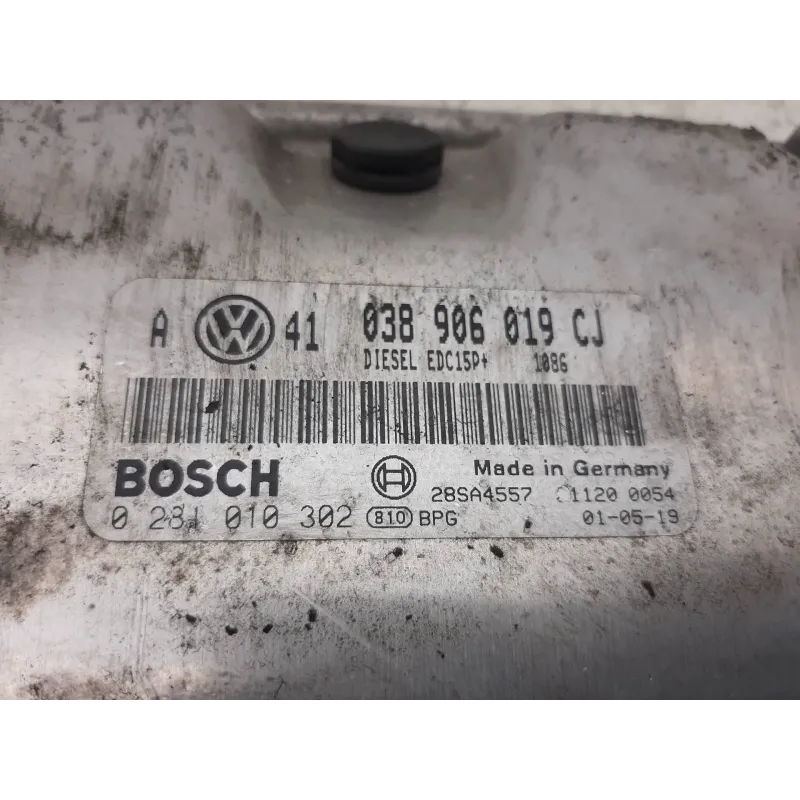 A VW 41 038 906 019 CJ
DIESEL EDC15P+ 1086
BOSCH Made in Germany
28SA4557 1120 0054
0 281 010 302 810 BPG 01-05-19